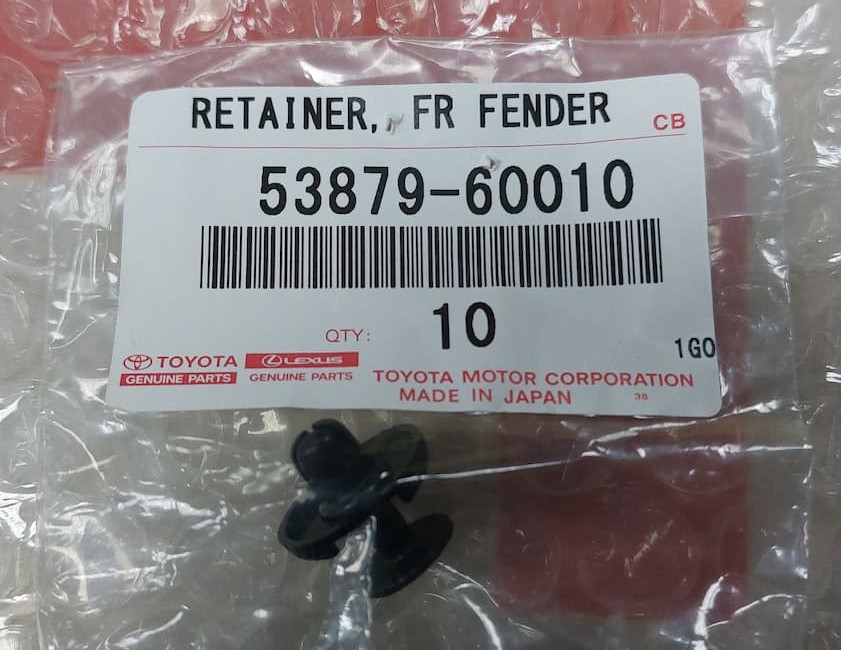 RETAINER, FR FENDER
CB
53879-60010
QTY: 10
1G0
TOYOTA LEXUS
GENUINE PARTS GENUINE PARTS
TOYOTA MOTOR CORPORATION
MADE IN JAPAN 38